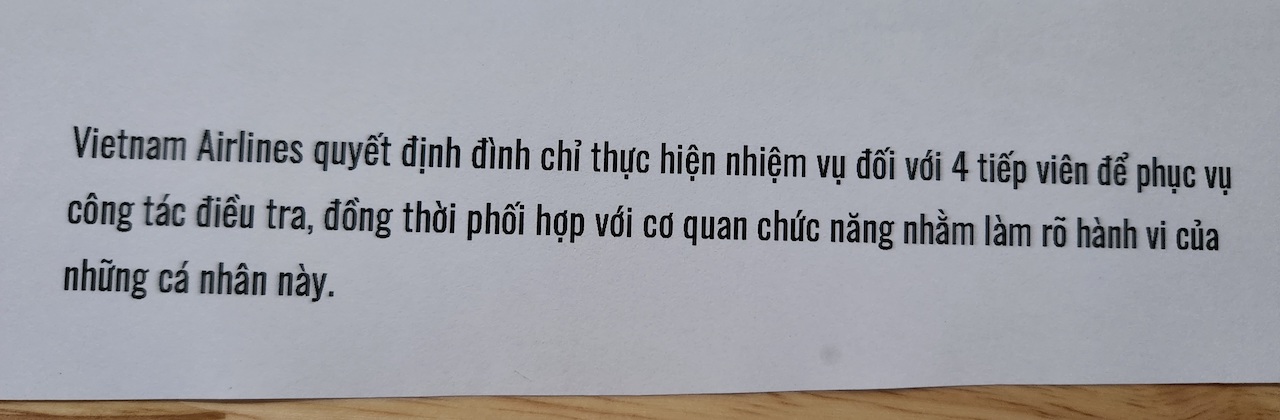 Vietnam Airlines quyết định đình chỉ thực hiện nhiệm vụ đối với 4 tiếp viên để phục vụ
công tác điều tra, đồng thời phối hợp với cơ quan chức năng nhằm làm rõ hành vi của
những cá nhân này.